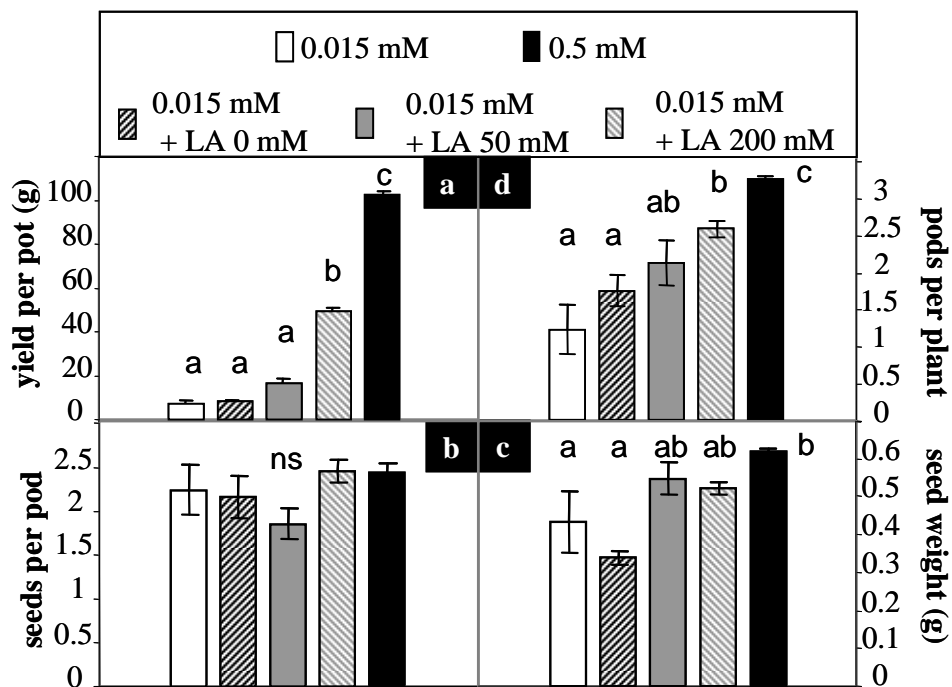 0.015 mM 0.5 mM
0.015 mM 0.015 mM 0.015 mM
+ LA 0 mM + LA 50 mM + LA 200 mM
yield per pot (g)
100
80
60
40
20
0
a a a b c
a
d
a a ab b c
3
2.5
2
1.5
1
0.5
0
pods per plant
seeds per pod
2.5
2
1.5
1
0.5
0
ns
b
c
a a ab ab b
0.6
0.5
0.4
0.3
0.2
0.1
0
seed weight (g)